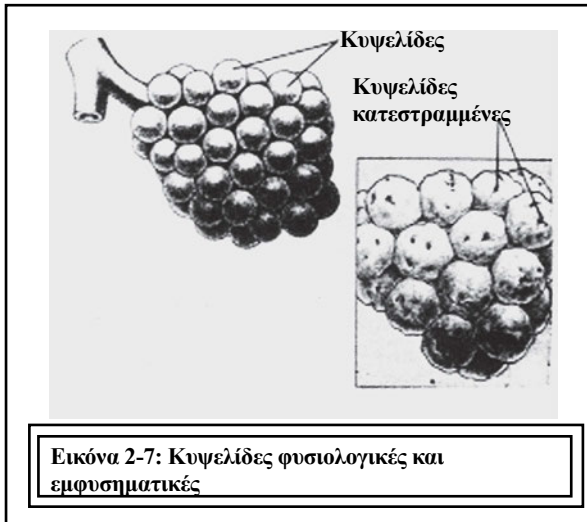 Κυψελίδες
Κυψελίδες
κατεστραμμένες
Εικόνα 2-7: Κυψελίδες φυσιολογικές και
εμφυσηματικές